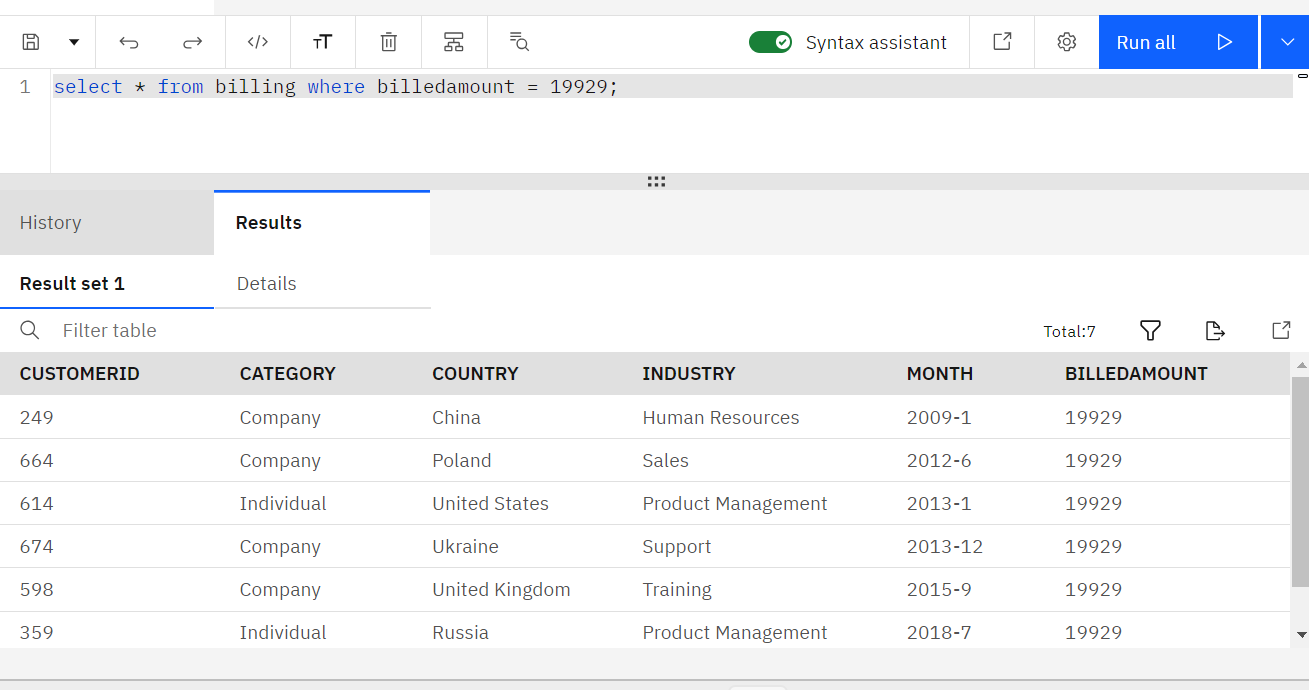 Syntax assistant Run all
1 select * from billing where billedamount = 19929;
History Results
Result set 1 Details
Filter table Total:7
CUSTOMERID CATEGORY COUNTRY INDUSTRY MONTH BILLEDAMOUNT
249 Company China Human Resources 2009-1 19929
664 Company Poland Sales 2012-6 19929
614 Individual United States Product Management 2013-1 19929
674 Company Ukraine Support 2013-12 19929
598 Company United Kingdom Training 2015-9 19929
359 Individual Russia Product Management 2018-7 19929